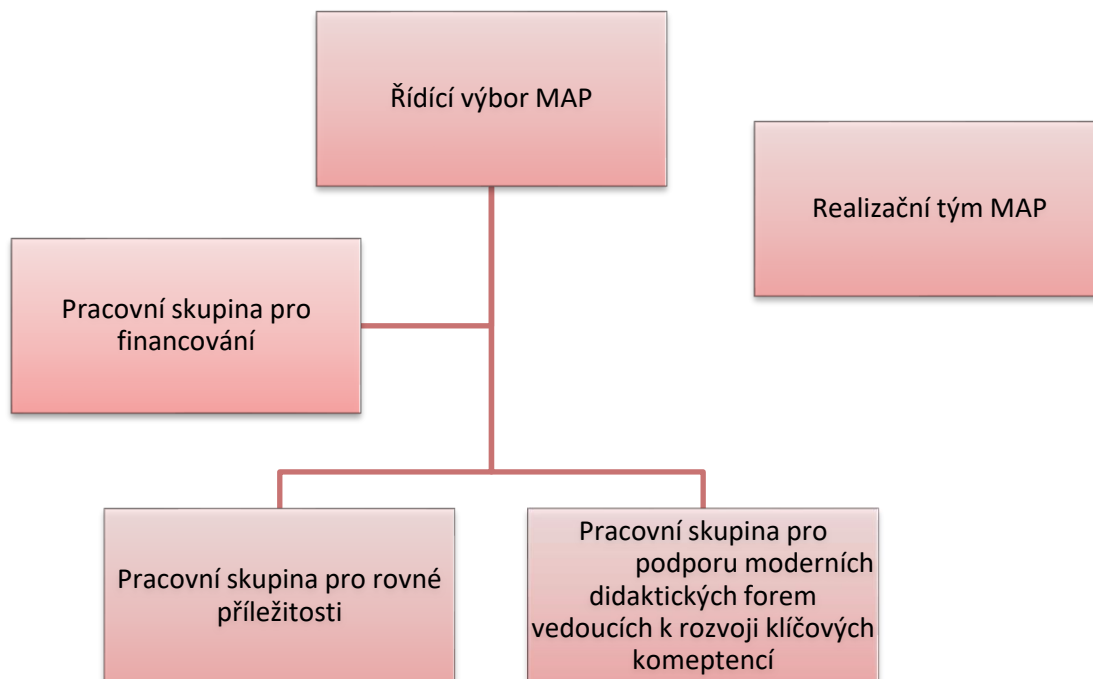 Řídící výbor MAP
Realizační tým MAP
Pracovní skupina pro
financování
Pracovní skupina pro rovné
příležitosti
Pracovní skupina pro
podporu moderních
didaktických forem
vedoucích k rozvoji klíčových
komeptencí